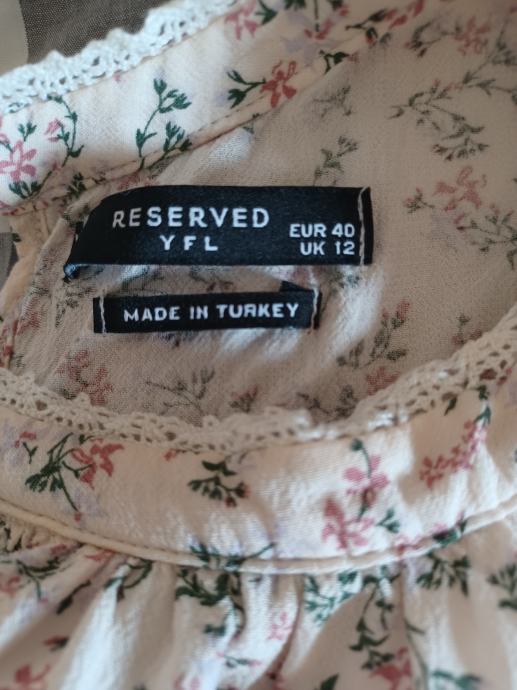 RESERVED
YFL
EUR 40
UK 12
MADE IN TURKEY